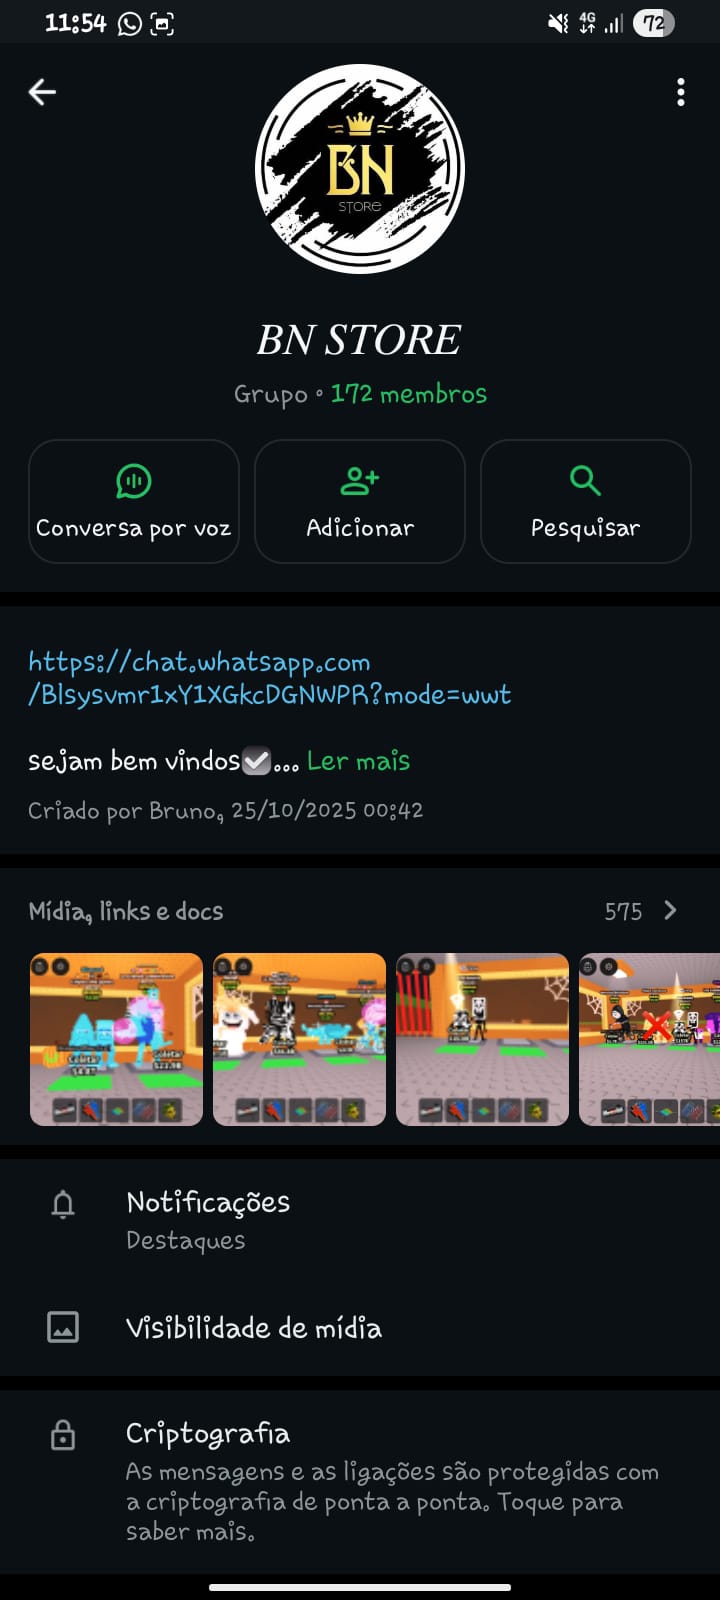 11:54
4G
72
BN
STORE
BN STORE
Grupo • 172 membros
Conversa por voz
Adicionar
Pesquisar
https://chat.whatsapp.com
/Blsysvmr1xY1XGkcDGNWPR?mode=wwt
sejam bem vindos☑️... Ler mais
Criado por Bruno, 25/10/2025 00:42
Mídia, links e docs
575
Coleta
Coleta
Notificações
Destaques
Visibilidade de mídia
Criptografia
As mensagens e as ligações são protegidas com
a criptografia de ponta a ponta. Toque para
saber mais.